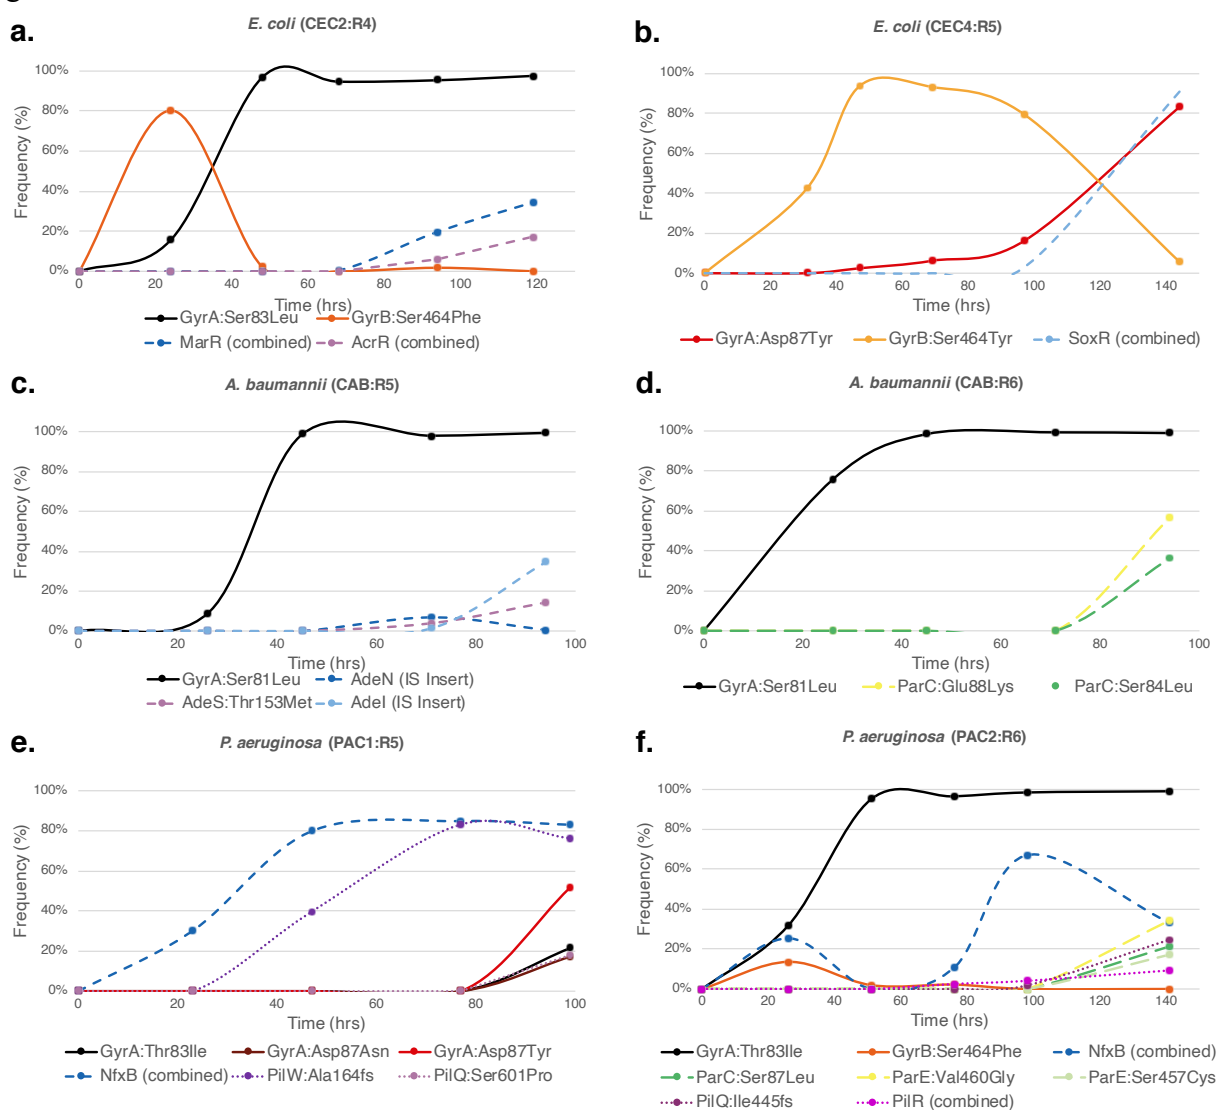 a.
E. coli (CEC2:R4)
100%
80%
60%
40%
20%
0%
Frequency (%)
0 20 40 60 80 100 120
Time (hrs)
GyrA:Ser83Leu GyrB:Ser464Phe
MarR (combined) AcrR (combined)
b.
E. coli (CEC4:R5)
100%
80%
60%
40%
20%
0%
Frequency (%)
0 20 40 60 80 100 120 140
Time (hrs)
GyrA:Asp87Tyr GyrB:Ser464Tyr SoxR (combined)
c.
A. baumannii (CAB:R5)
100%
80%
60%
40%
20%
0%
Frequency (%)
0 20 40 60 80 100
Time (hrs)
GyrA:Ser81Leu AdeN (IS Insert)
AdeS:Thr153Met AdeI (IS Insert)
d.
A. baumannii (CAB:R6)
100%
80%
60%
40%
20%
0%
Frequency (%)
0 20 40 60 80 100
Time (hrs)
GyrA:Ser81Leu ParC:Glu88Lys ParC:Ser84Leu
e.
P. aeruginosa (PAC1:R5)
100%
80%
60%
40%
20%
0%
Frequency (%)
0 20 40 60 80 100
Time (hrs)
GyrA:Thr83Ile GyrA:Asp87Asn GyrA:Asp87Tyr
NfxB (combined) PilW:Ala164fs PilQ:Ser601Pro
f.
P. aeruginosa (PAC2:R6)
100%
80%
60%
40%
20%
0%
Frequency (%)
0 20 40 60 80 100 120 140
Time (hrs)
GyrA:Thr83Ile GyrB:Ser464Phe NfxB (combined)
ParC:Ser87Leu ParE:Val460Gly ParE:Ser457Cys
PilQ:Ile445fs PilR (combined)